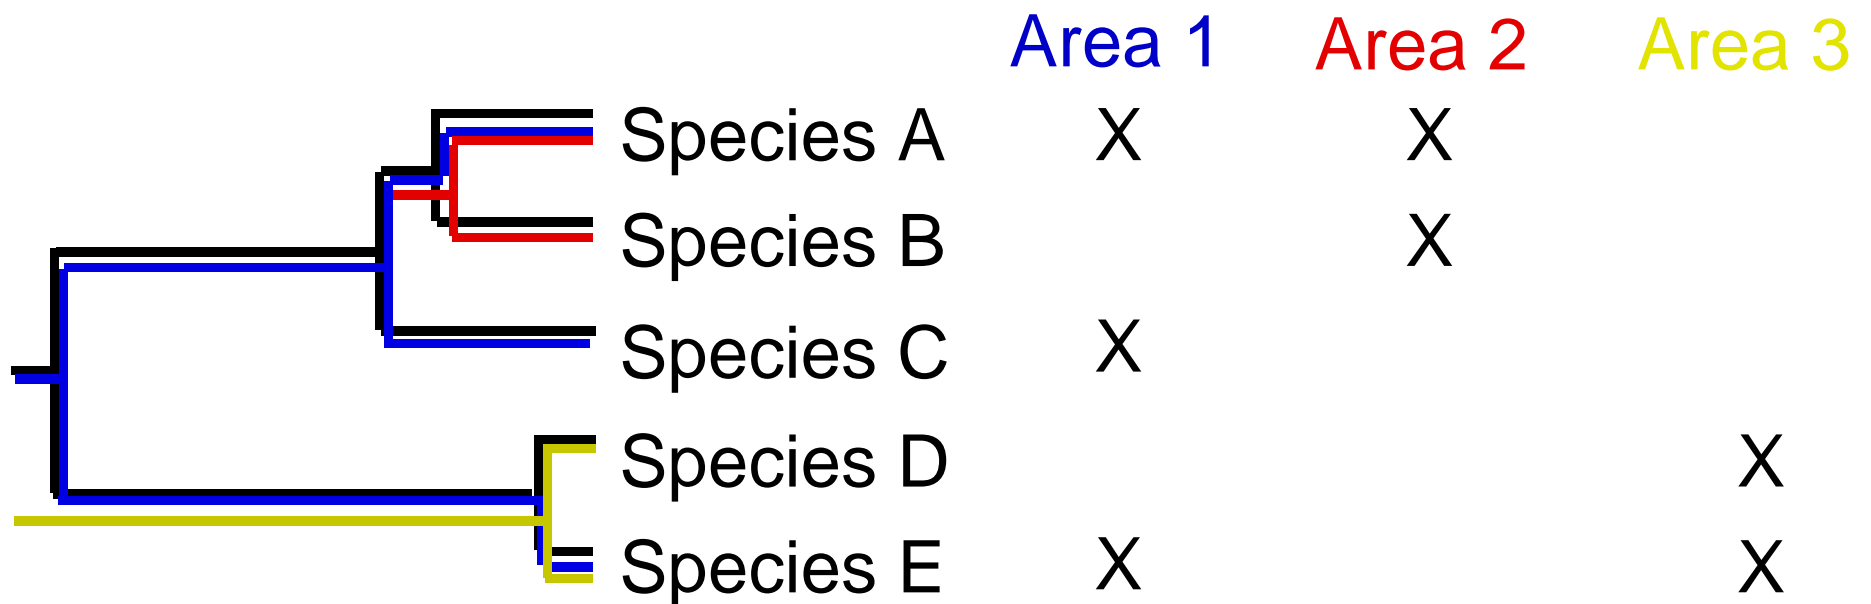 Area 1 Area 2 Area 3
Species A X X
Species B X
Species C X
Species D X
Species E X X